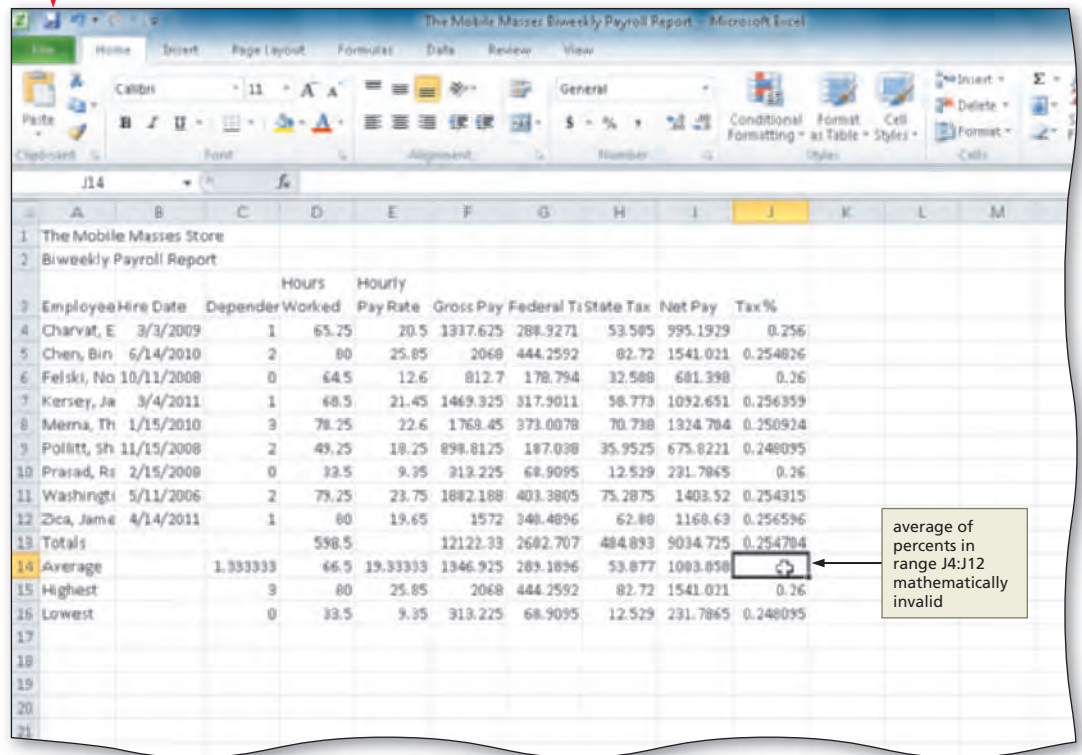 The Mobile Masses Biweekly Payroll Report - Microsoft Excel
File Home Insert Page Layout Formulas Data Review View
Calibri 11 A A General Insert Σ
Paste B I U A $ % , Conditional Formatting as Table Format Cell Styles Delete Format
Clipboard Font Alignment Number Styles Cells
J14 fx
A B C D E F G H I J K L M
1 The Mobile Masses Store
2 Biweekly Payroll Report
Hours Hourly
3 Employee Hire Date Depender Worked Pay Rate Gross Pay Federal Ta State Tax Net Pay Tax %
4 Charvat, E 3/3/2009 1 65.25 20.5 1337.625 288.9271 53.505 995.1929 0.256
5 Chen, Bin 6/14/2010 2 80 25.85 2068 444.2592 82.72 1541.021 0.254826
6 Felski, No 10/11/2008 0 64.5 12.6 812.7 178.794 32.508 601.398 0.26
7 Kersey, Ja 3/4/2011 1 68.5 21.45 1469.325 317.9011 58.773 1092.651 0.256359
8 Merna, Th 1/15/2010 3 78.25 22.6 1768.45 373.0078 70.738 1324.704 0.250924
9 Pollitt, Sh 11/15/2008 2 49.25 18.25 898.8125 187.038 35.9525 675.8221 0.248095
10 Prasad, Ra 2/15/2008 0 33.5 9.35 313.225 68.9095 12.529 231.7865 0.26
11 Washingt 5/11/2006 2 79.25 23.75 1882.188 403.3805 75.2875 1403.52 0.254315
12 Zica, Jame 4/14/2011 1 80 19.65 1572 340.4896 62.88 1168.63 0.256596
13 Totals 598.5 12122.33 2602.707 484.893 9034.725 0.254704
14 Average 1.333333 66.5 19.33333 1346.925 289.1896 53.877 1003.858
15 Highest 3 80 25.85 2068 444.2592 82.72 1541.021 0.26
16 Lowest 0 33.5 9.35 313.225 68.9095 12.529 231.7865 0.248095
17
18
19
20
21
average of
percents in
range J4:J12
mathematically
invalid